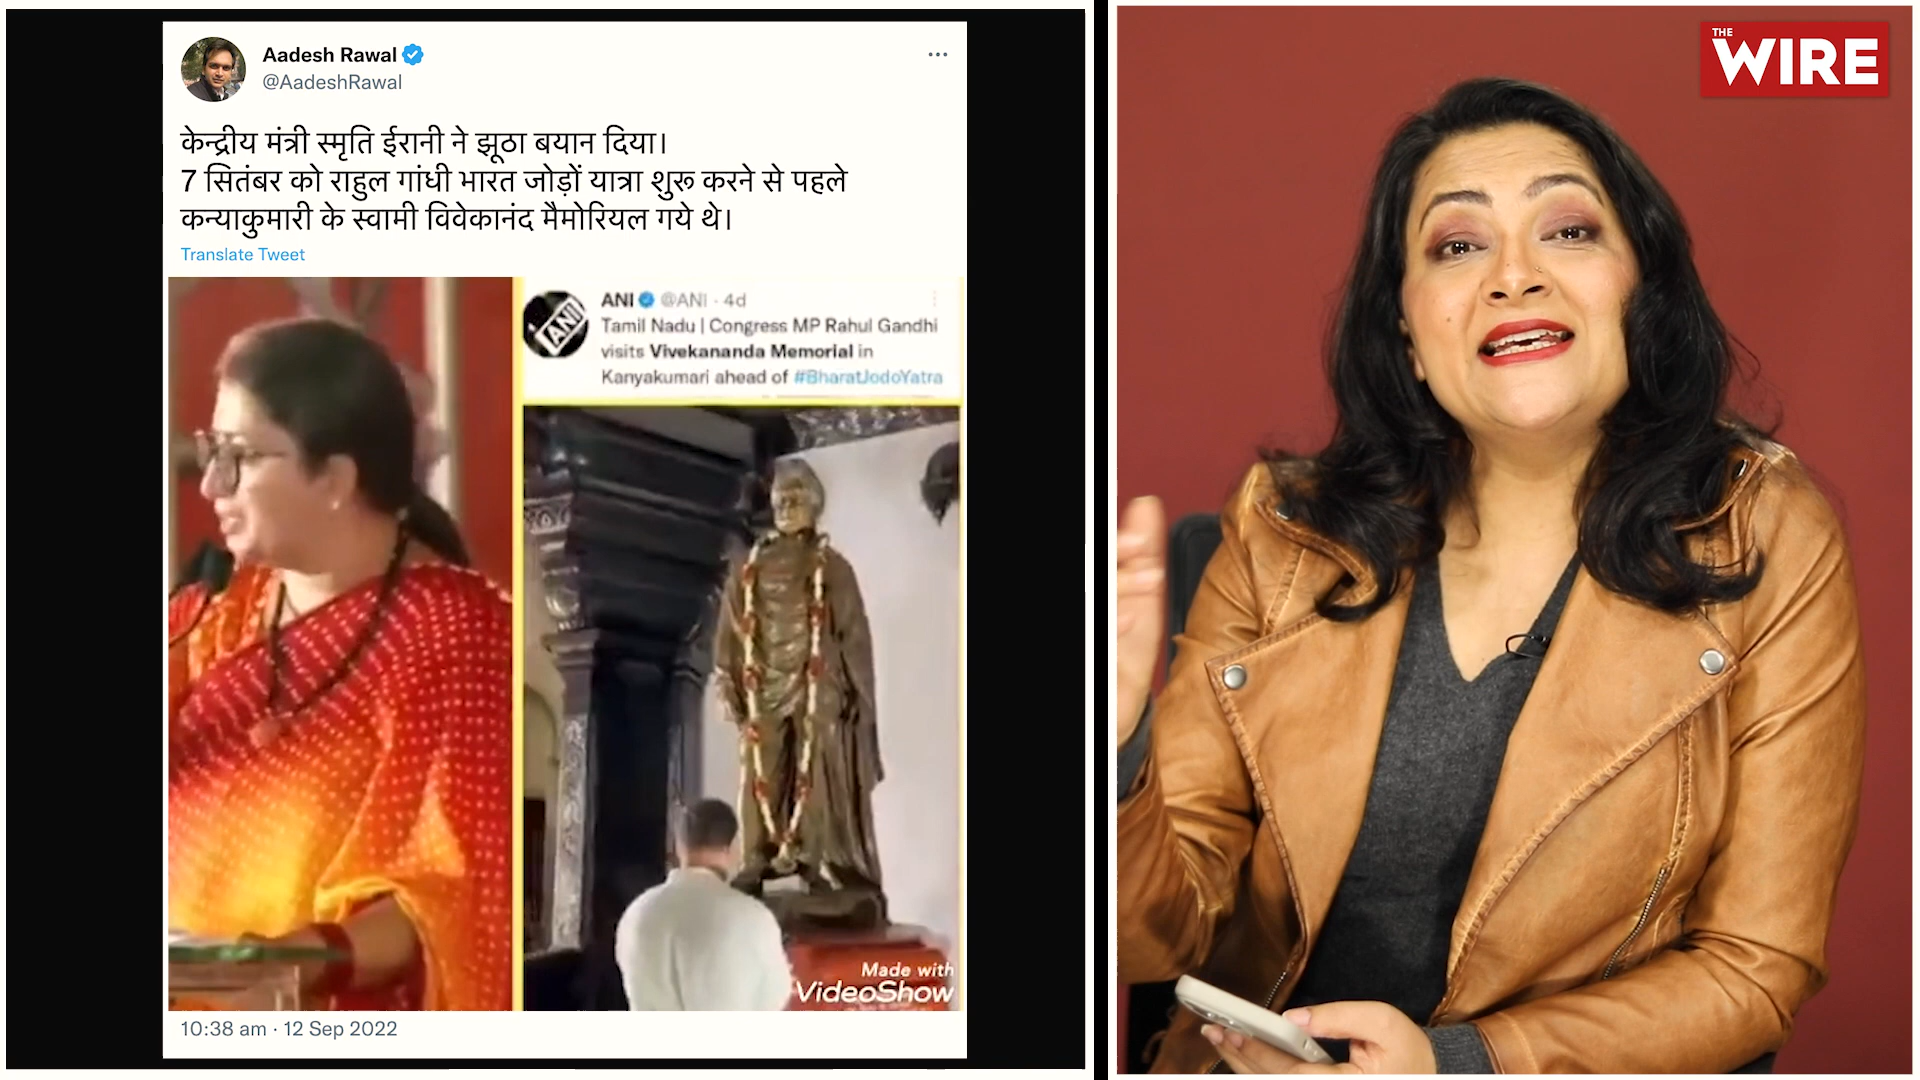 Aadesh Rawal
@AadeshRawal
केन्द्रीय मंत्री स्मृति ईरानी ने झूठा बयान दिया।
7 सितंबर को राहुल गांधी भारत जोड़ों यात्रा शुरू करने से पहले
कन्याकुमारी के स्वामी विवेकानंद मैमोरियल गये थे।
Translate Tweet
ANI @ANI · 4d
Tamil Nadu | Congress MP Rahul Gandhi
visits Vivekananda Memorial in
Kanyakumari ahead of #BharatJodoYatra
ANI
Made with
VideoShow
10:38 am · 12 Sep 2022
THE
WIRE